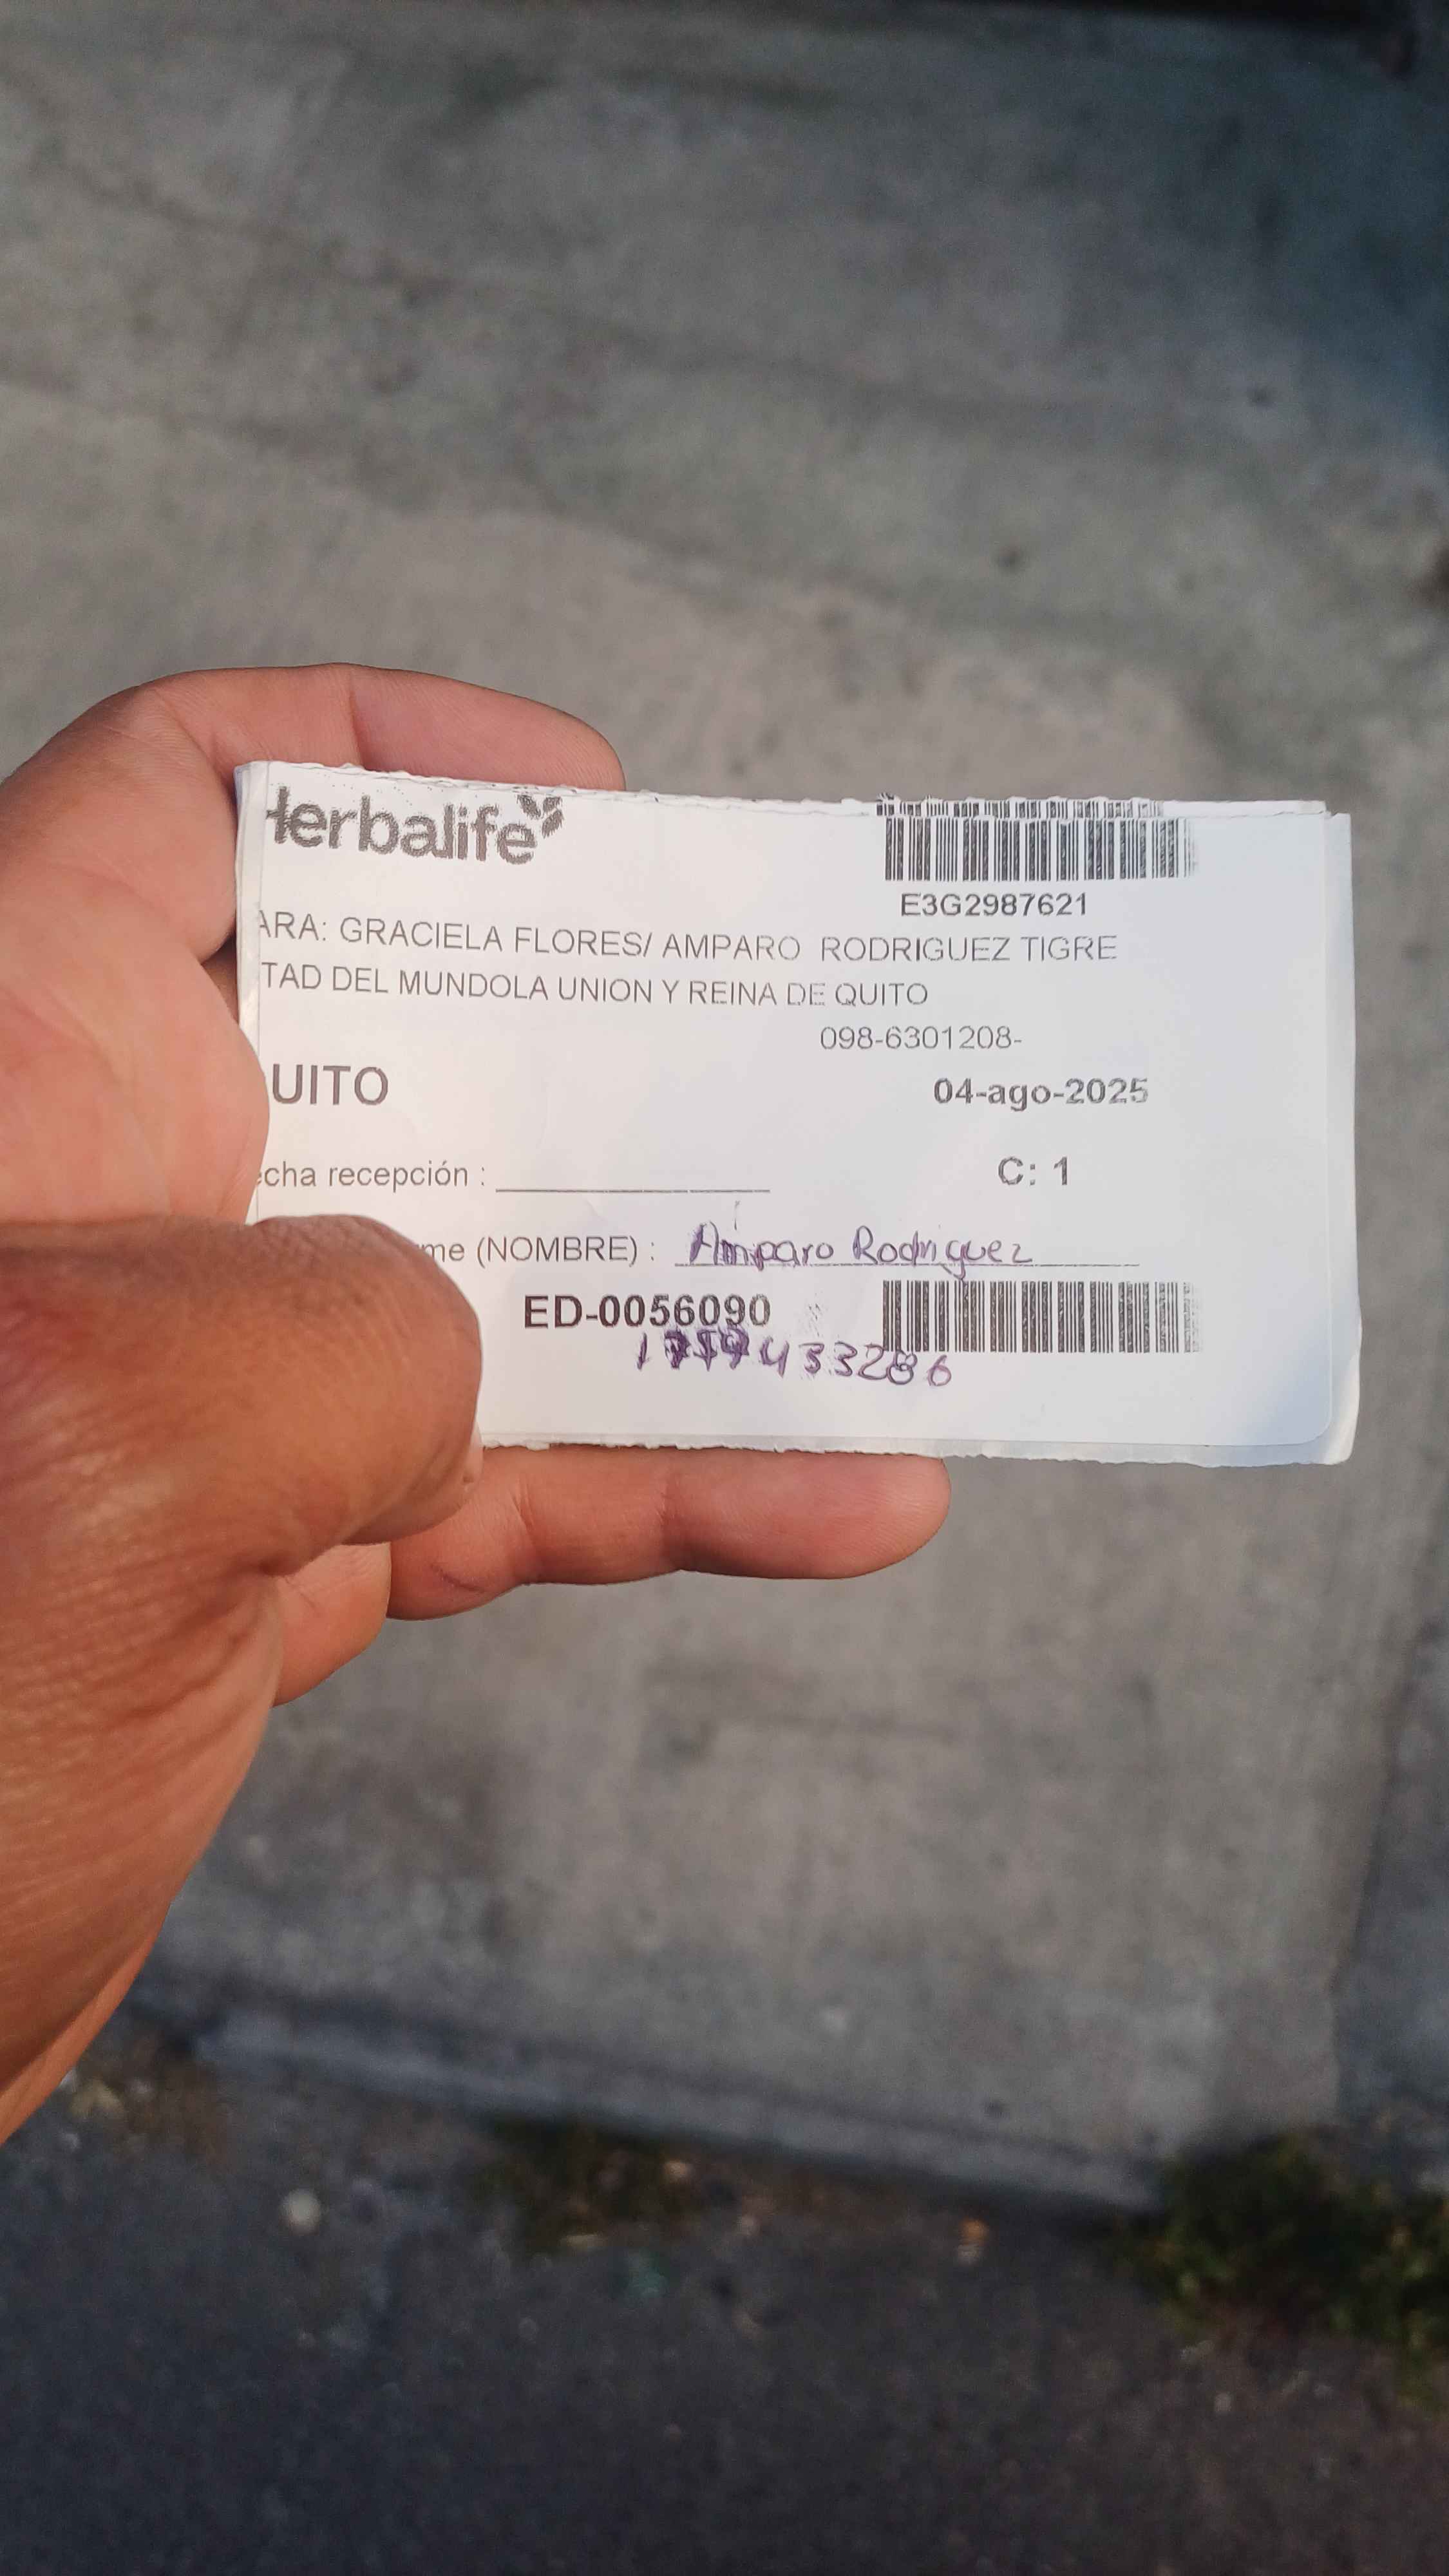 Herbalife
E3G2987621
ARA: GRACIELA FLORES/ AMPARO RODRIGUEZ TIGRE
TAD DEL MUNDOLA UNION Y REINA DE QUITO
098-6301208-
UITO
04-ago-2025
echa recepción :
C: 1
me (NOMBRE) : Amparo Rodriguez
ED-0056090